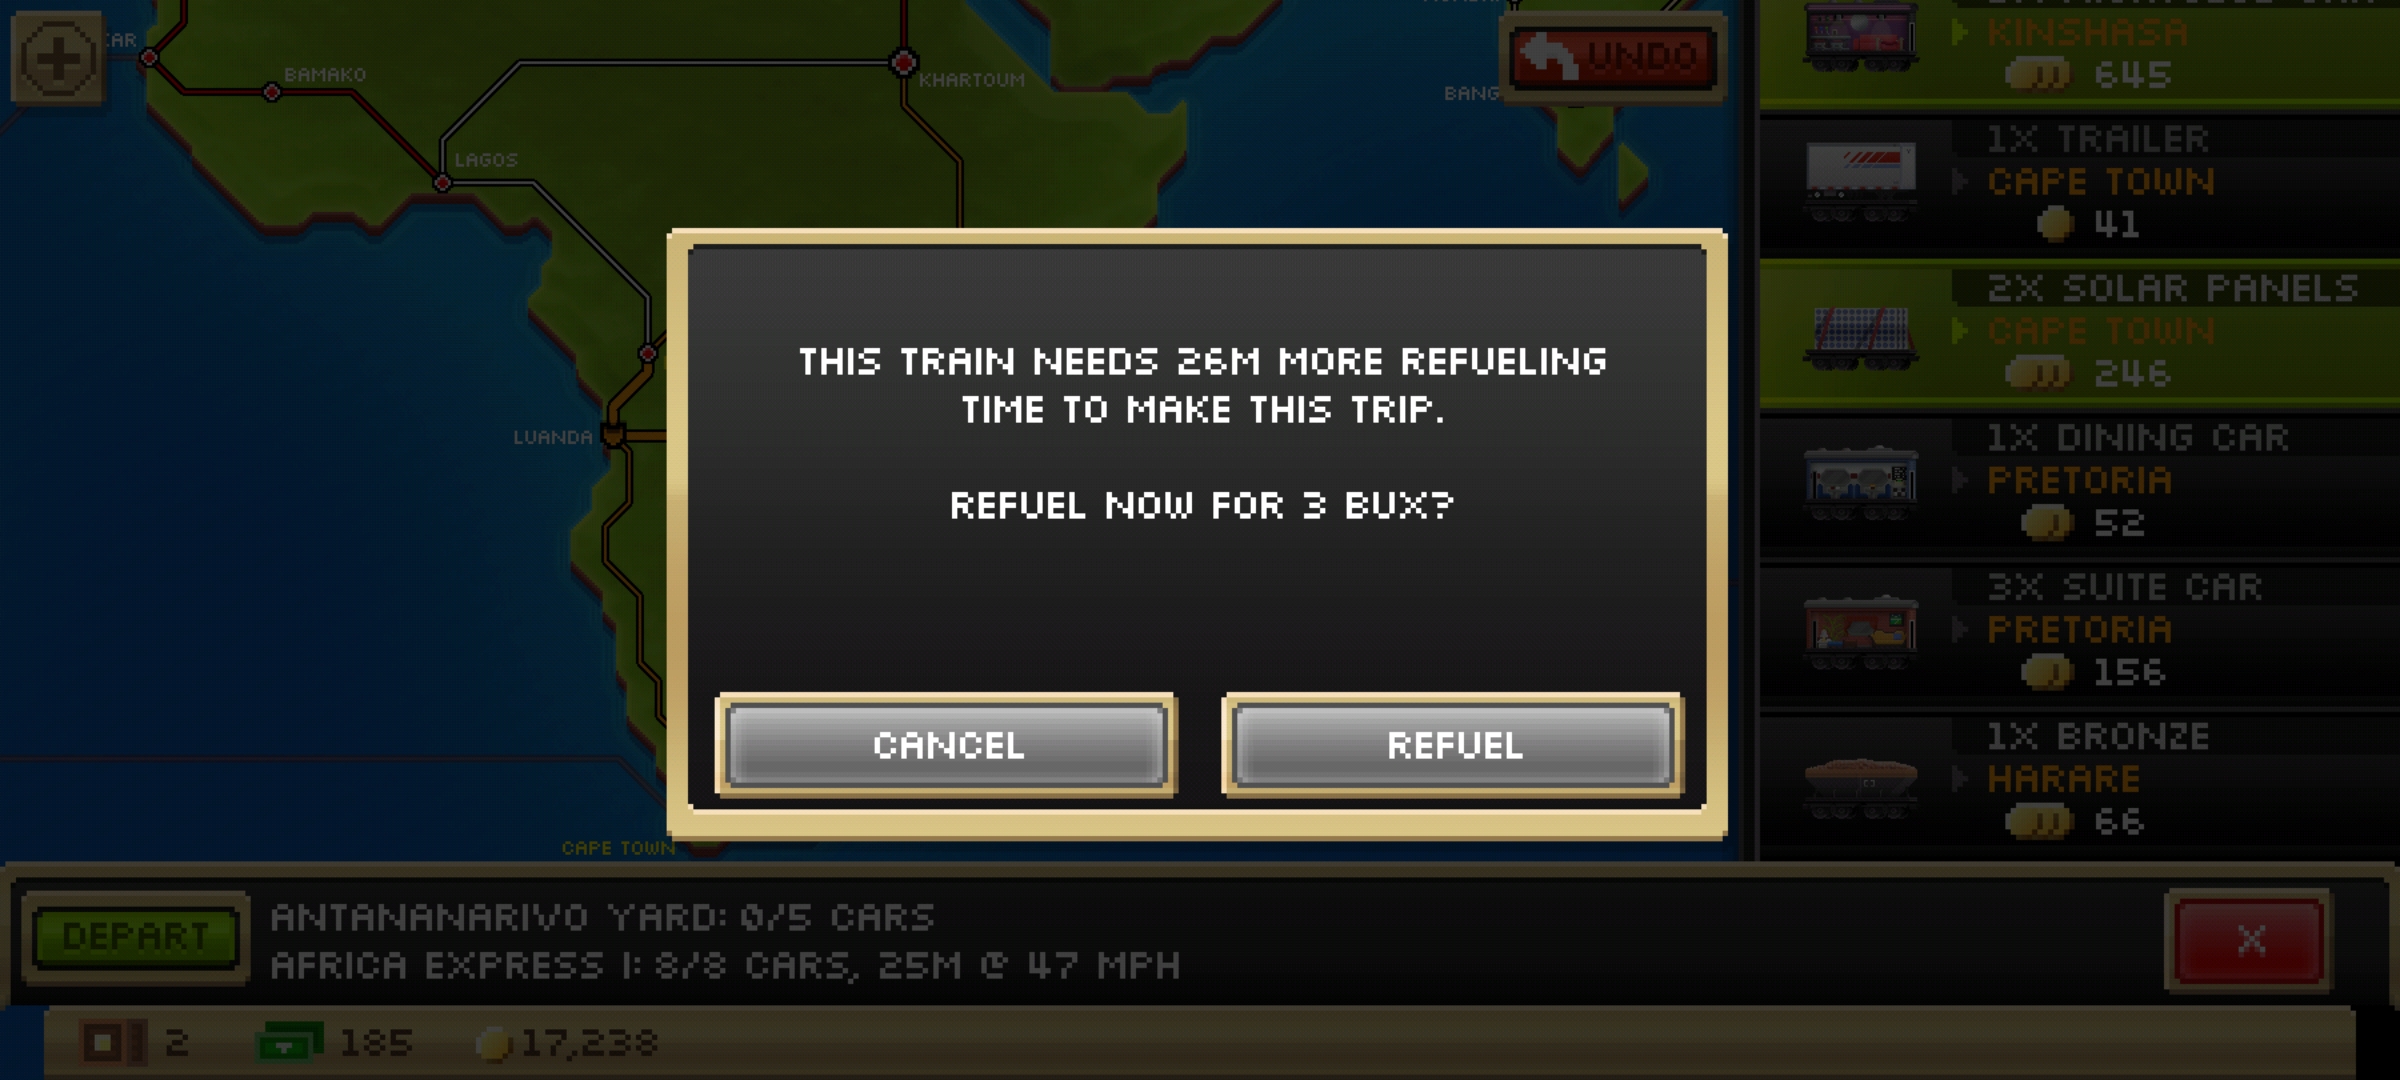 CAR
BAMAKO
KHARTOUM
LAGOS
LUANDA
CAPE TOWN
BANG
UNDO
KINSHASA
645
1X TRAILER
CAPE TOWN
41
2X SOLAR PANELS
CAPE TOWN
246
1X DINING CAR
PRETORIA
52
3X SUITE CAR
PRETORIA
156
1X BRONZE
HARARE
66
THIS TRAIN NEEDS 26M MORE REFUELING
TIME TO MAKE THIS TRIP.
REFUEL NOW FOR 3 BUX?
CANCEL
REFUEL
DEPART
ANTANANARIVO YARD: 0/5 CARS
AFRICA EXPRESS I: 8/8 CARS, 25M @ 47 MPH
X
2
185
17,238